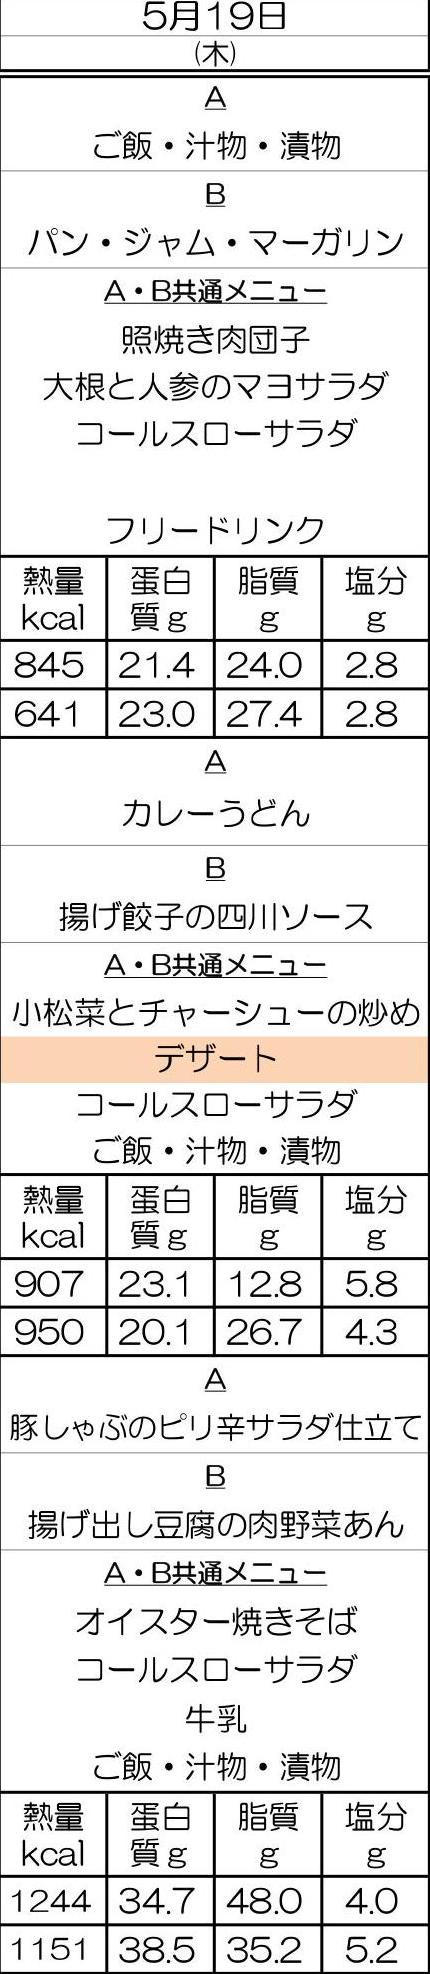 5月19日
(木)
A
ご飯・汁物・漬物
B
パン・ジャム・マーガリン
A・B共通メニュー
照焼き肉団子
大根と人参のマヨサラダ
コールスローサラダ
フリードリンク
熱量 蛋白 脂質 塩分
kcal 質g g g
845 21.4 24.0 2.8
641 23.0 27.4 2.8
A
カレーうどん
B
揚げ餃子の四川ソース
A・B共通メニュー
小松菜とチャーシューの炒め
デザート
コールスローサラダ
ご飯・汁物・漬物
熱量 蛋白 脂質 塩分
kcal 質g g g
907 23.1 12.8 5.8
950 20.1 26.7 4.3
A
豚しゃぶのピリ辛サラダ仕立て
B
揚げ出し豆腐の肉野菜あん
A・B共通メニュー
オイスター焼きそば
コールスローサラダ
牛乳
ご飯・汁物・漬物
熱量 蛋白 脂質 塩分
kcal 質g g g
1244 34.7 48.0 4.0
1151 38.5 35.2 5.2